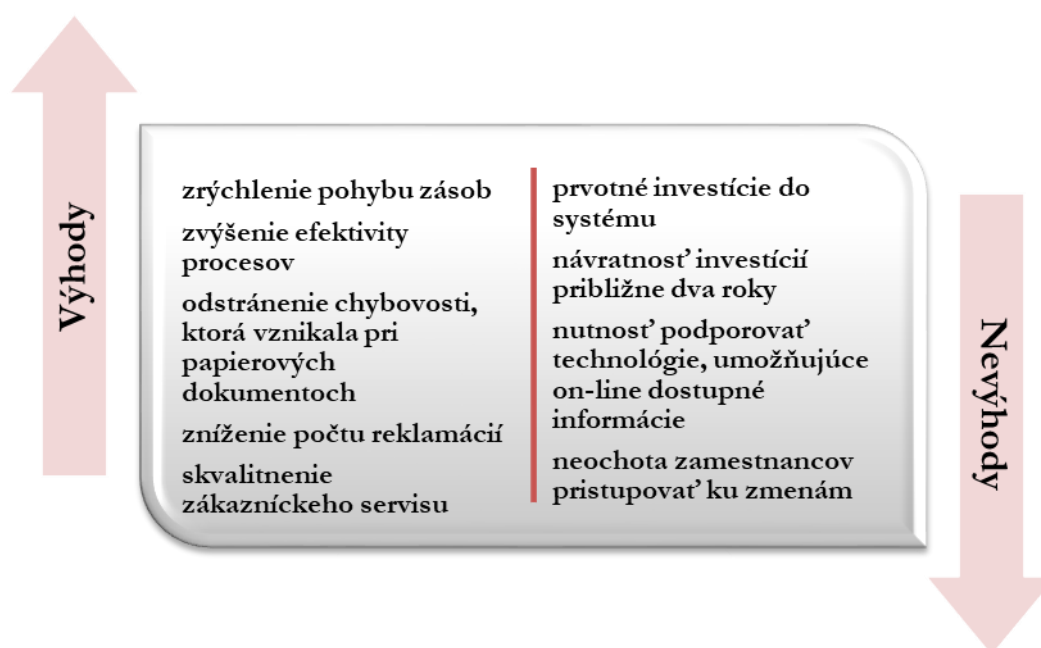 Výhody
zrýchlenie pohybu zásob
zvýšenie efektivity
procesov
odstránenie chybovosti,
ktorá vznikala pri
papierových
dokumentoch
zníženie počtu reklamácií
skvalitnenie
zákazníckeho servisu
prvotné investície do
systému
návratnosť investícií
približne dva roky
nutnosť podporovať
technológie, umožňujúce
on-line dostupné
informácie
neochota zamestnancov
pristupovať ku zmenám
Nevýhody